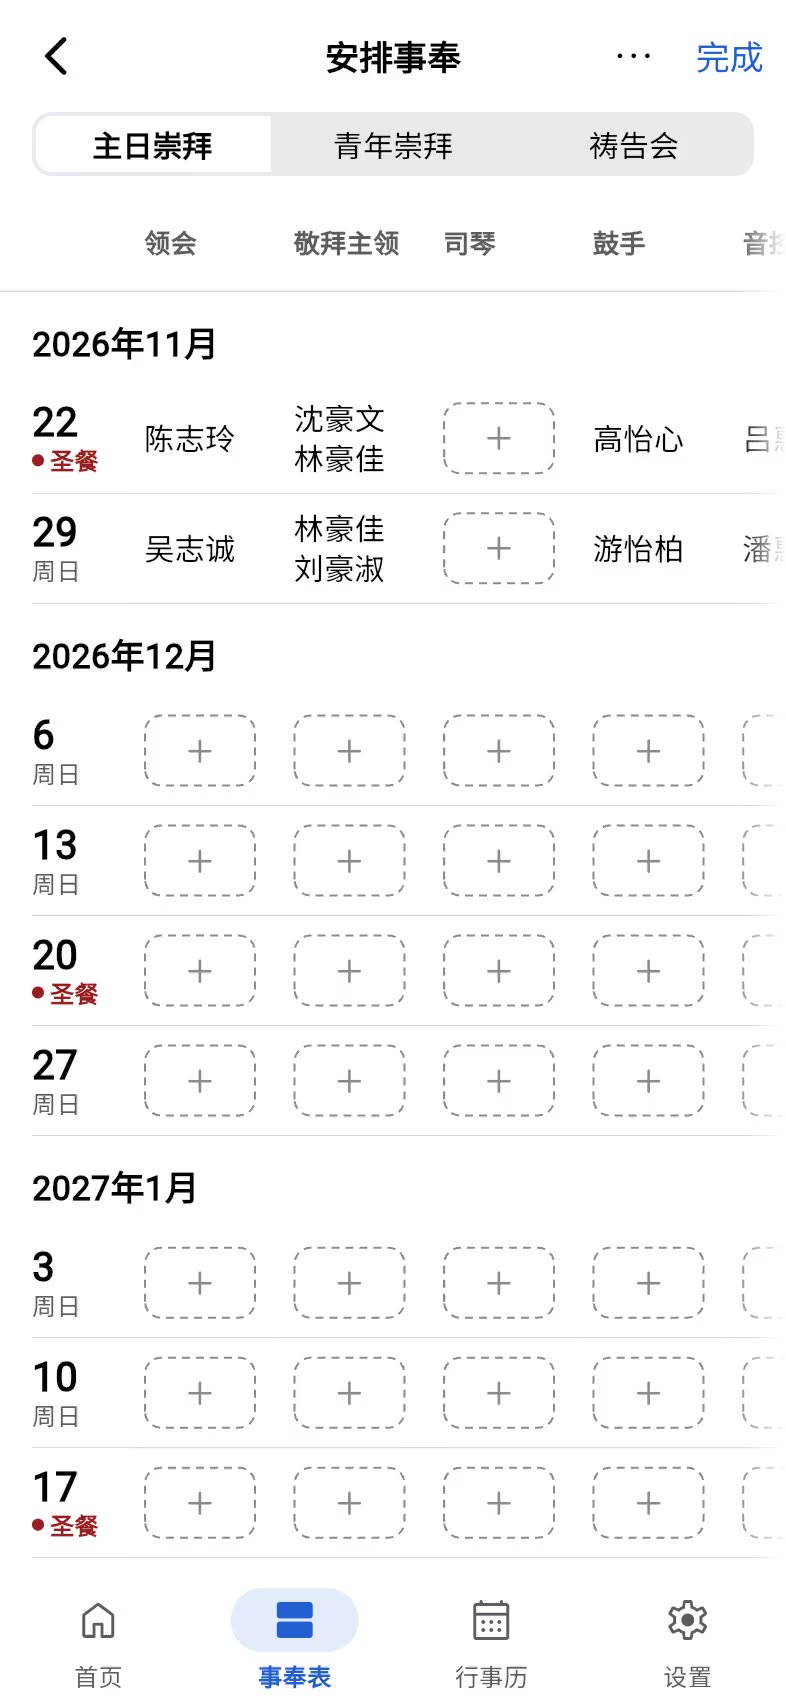 安排事奉
完成
主日崇拜 青年崇拜 祷告会
领会 敬拜主领 司琴 鼓手 音控
2026年11月
22
圣餐
陈志玲
沈豪文
林豪佳
高怡心
吕
29
周日
吴志诚
林豪佳
刘豪淑
游怡柏
潘
2026年12月
6
周日
13
周日
20
圣餐
27
周日
2027年1月
3
周日
10
周日
17
圣餐
首页 事奉表 行事历 设置